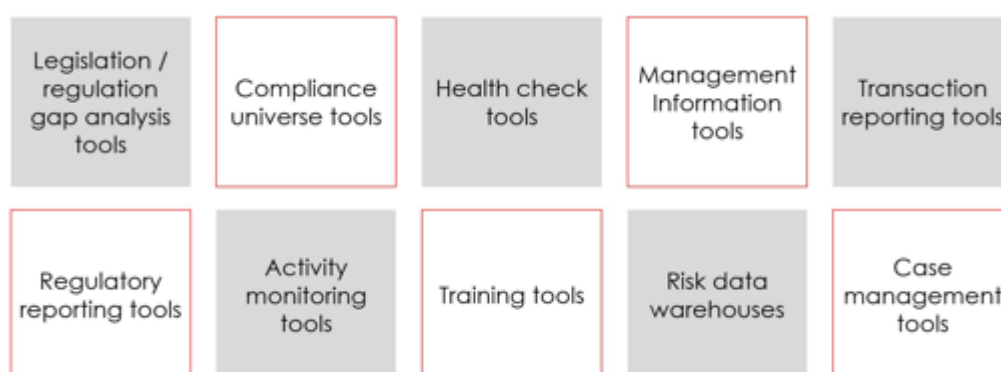 Legislation /
regulation
gap analysis
tools
Compliance
universe tools
Health check
tools
Management
Information
tools
Transaction
reporting tools
Regulatory
reporting tools
Activity
monitoring
tools
Training tools
Risk data
warehouses
Case
management
tools